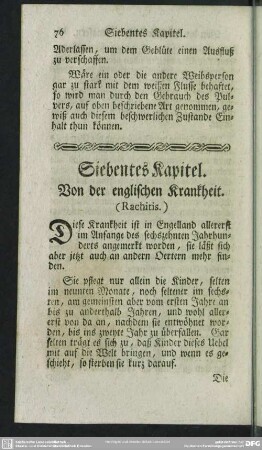 76 Siebentes Kapitel.
Aderlassen, um dem Geblüte einen Ausfluß
zu verschaffen.
Wäre ein oder die andere Weibsperson
gar zu stark mit dem weissen Flusse behaftet,
so wird man durch den Gebrauch des Pul-
vers, auf oben beschriebene Art genommen, ge-
wiß auch diesem beschwerlichen Zustande Ein-
halt thun können.
Siebentes Kapitel.
Von der englischen Krankheit.
(Rachitis.)
Diese Krankheit ist in Engelland allererst
im Anfange des sechszehnten Jahrhun-
derts angemerkt worden, sie läßt sich
aber jetzt auch an andern Oertern mehr fin-
den.
Sie pflegt nur allein die Kinder, selten
im neunten Monate, noch seltener im sechs-
ten, am gemeinsten aber vom ersten Jahre an
bis zu anderthalb Jahren, und wohl aller-
erst von da an, nachdem sie entwöhnet wor-
den, bis ins zweyte Jahr zu überfallen. Gar
selten trägt es sich zu, daß Kinder dieses Uebel
mit auf die Welt bringen, und wenn es ge-
schieht, so sterben sie kurz darauf.
Die